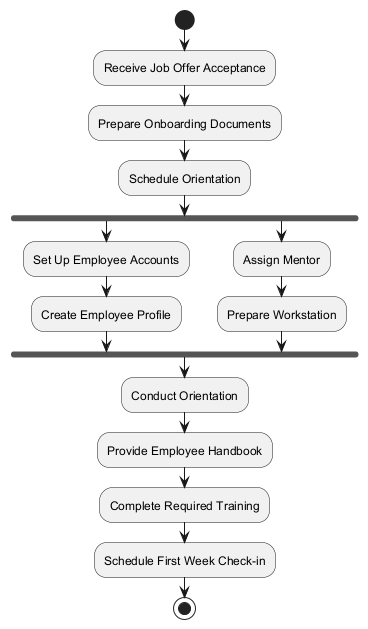 Receive Job Offer Acceptance
Prepare Onboarding Documents
Schedule Orientation
Set Up Employee Accounts
Assign Mentor
Create Employee Profile
Prepare Workstation
Conduct Orientation
Provide Employee Handbook
Complete Required Training
Schedule First Week Check-in